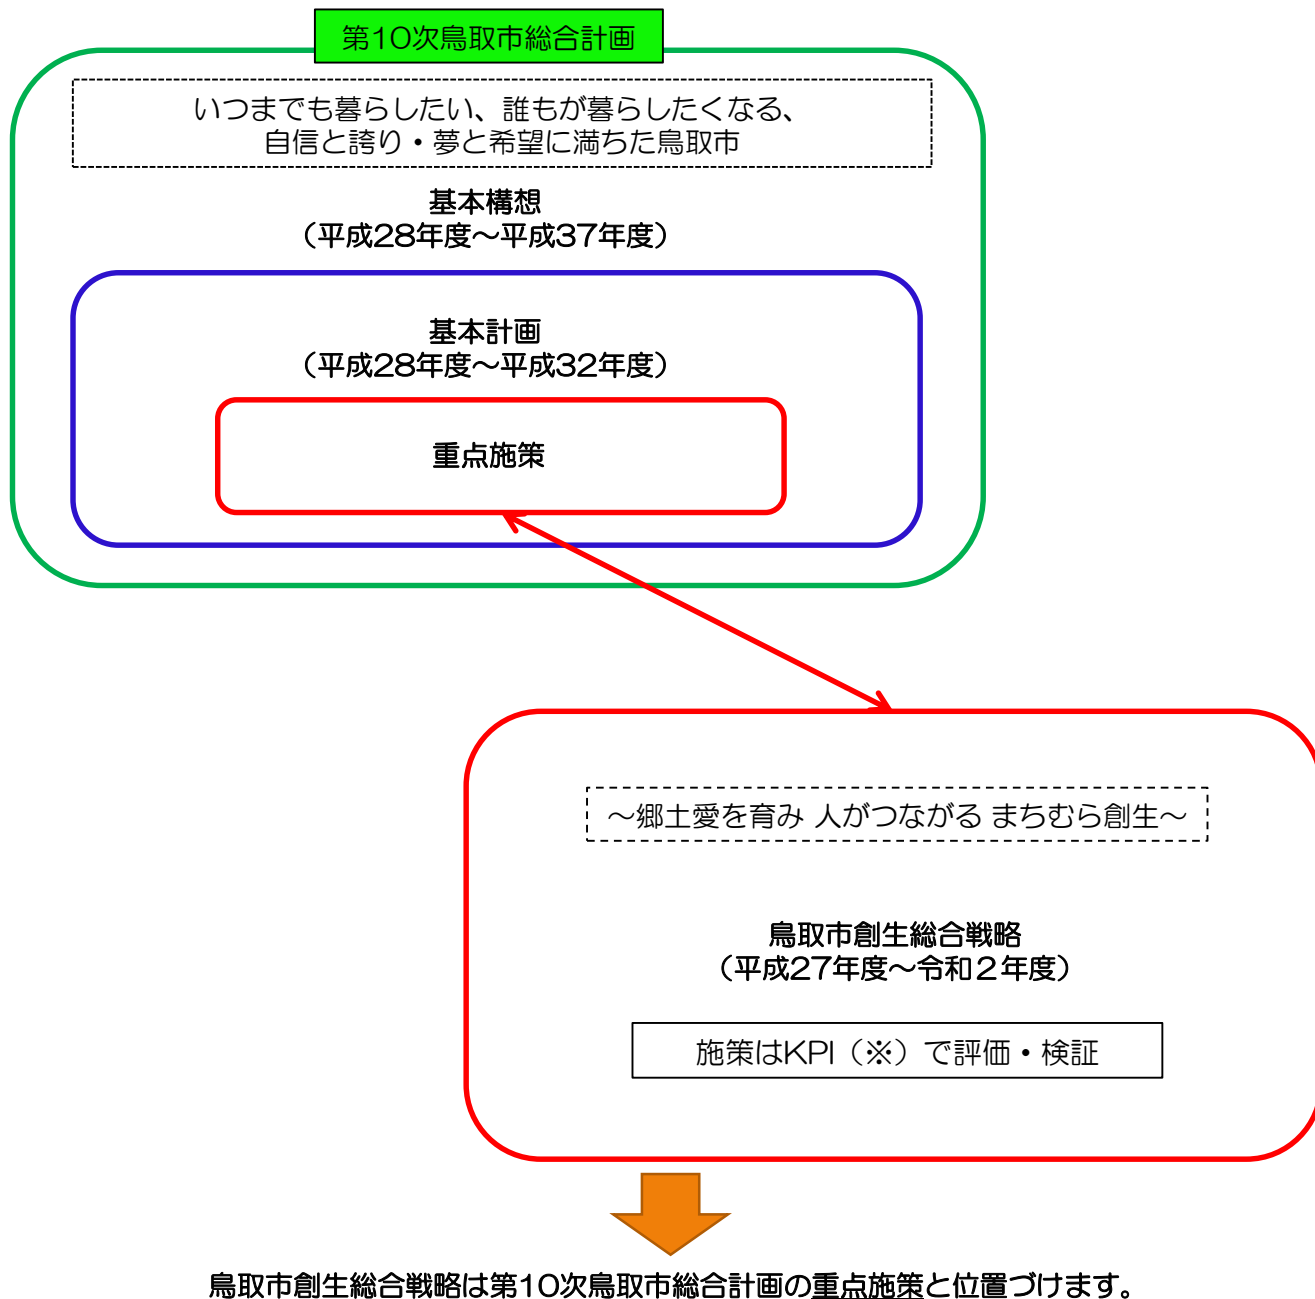 第10次鳥取市総合計画
いつまでも暮らしたい、誰もが暮らしたくなる、
自信と誇り・夢と希望に満ちた鳥取市
基本構想
（平成28年度～平成37年度）
基本計画
（平成28年度～平成32年度）
重点施策
～郷土愛を育み 人がつながる まちむら創生～
鳥取市創生総合戦略
（平成27年度～令和２年度）
施策はKPI（※）で評価・検証
鳥取市創生総合戦略は第10次鳥取市総合計画の重点施策と位置づけます。